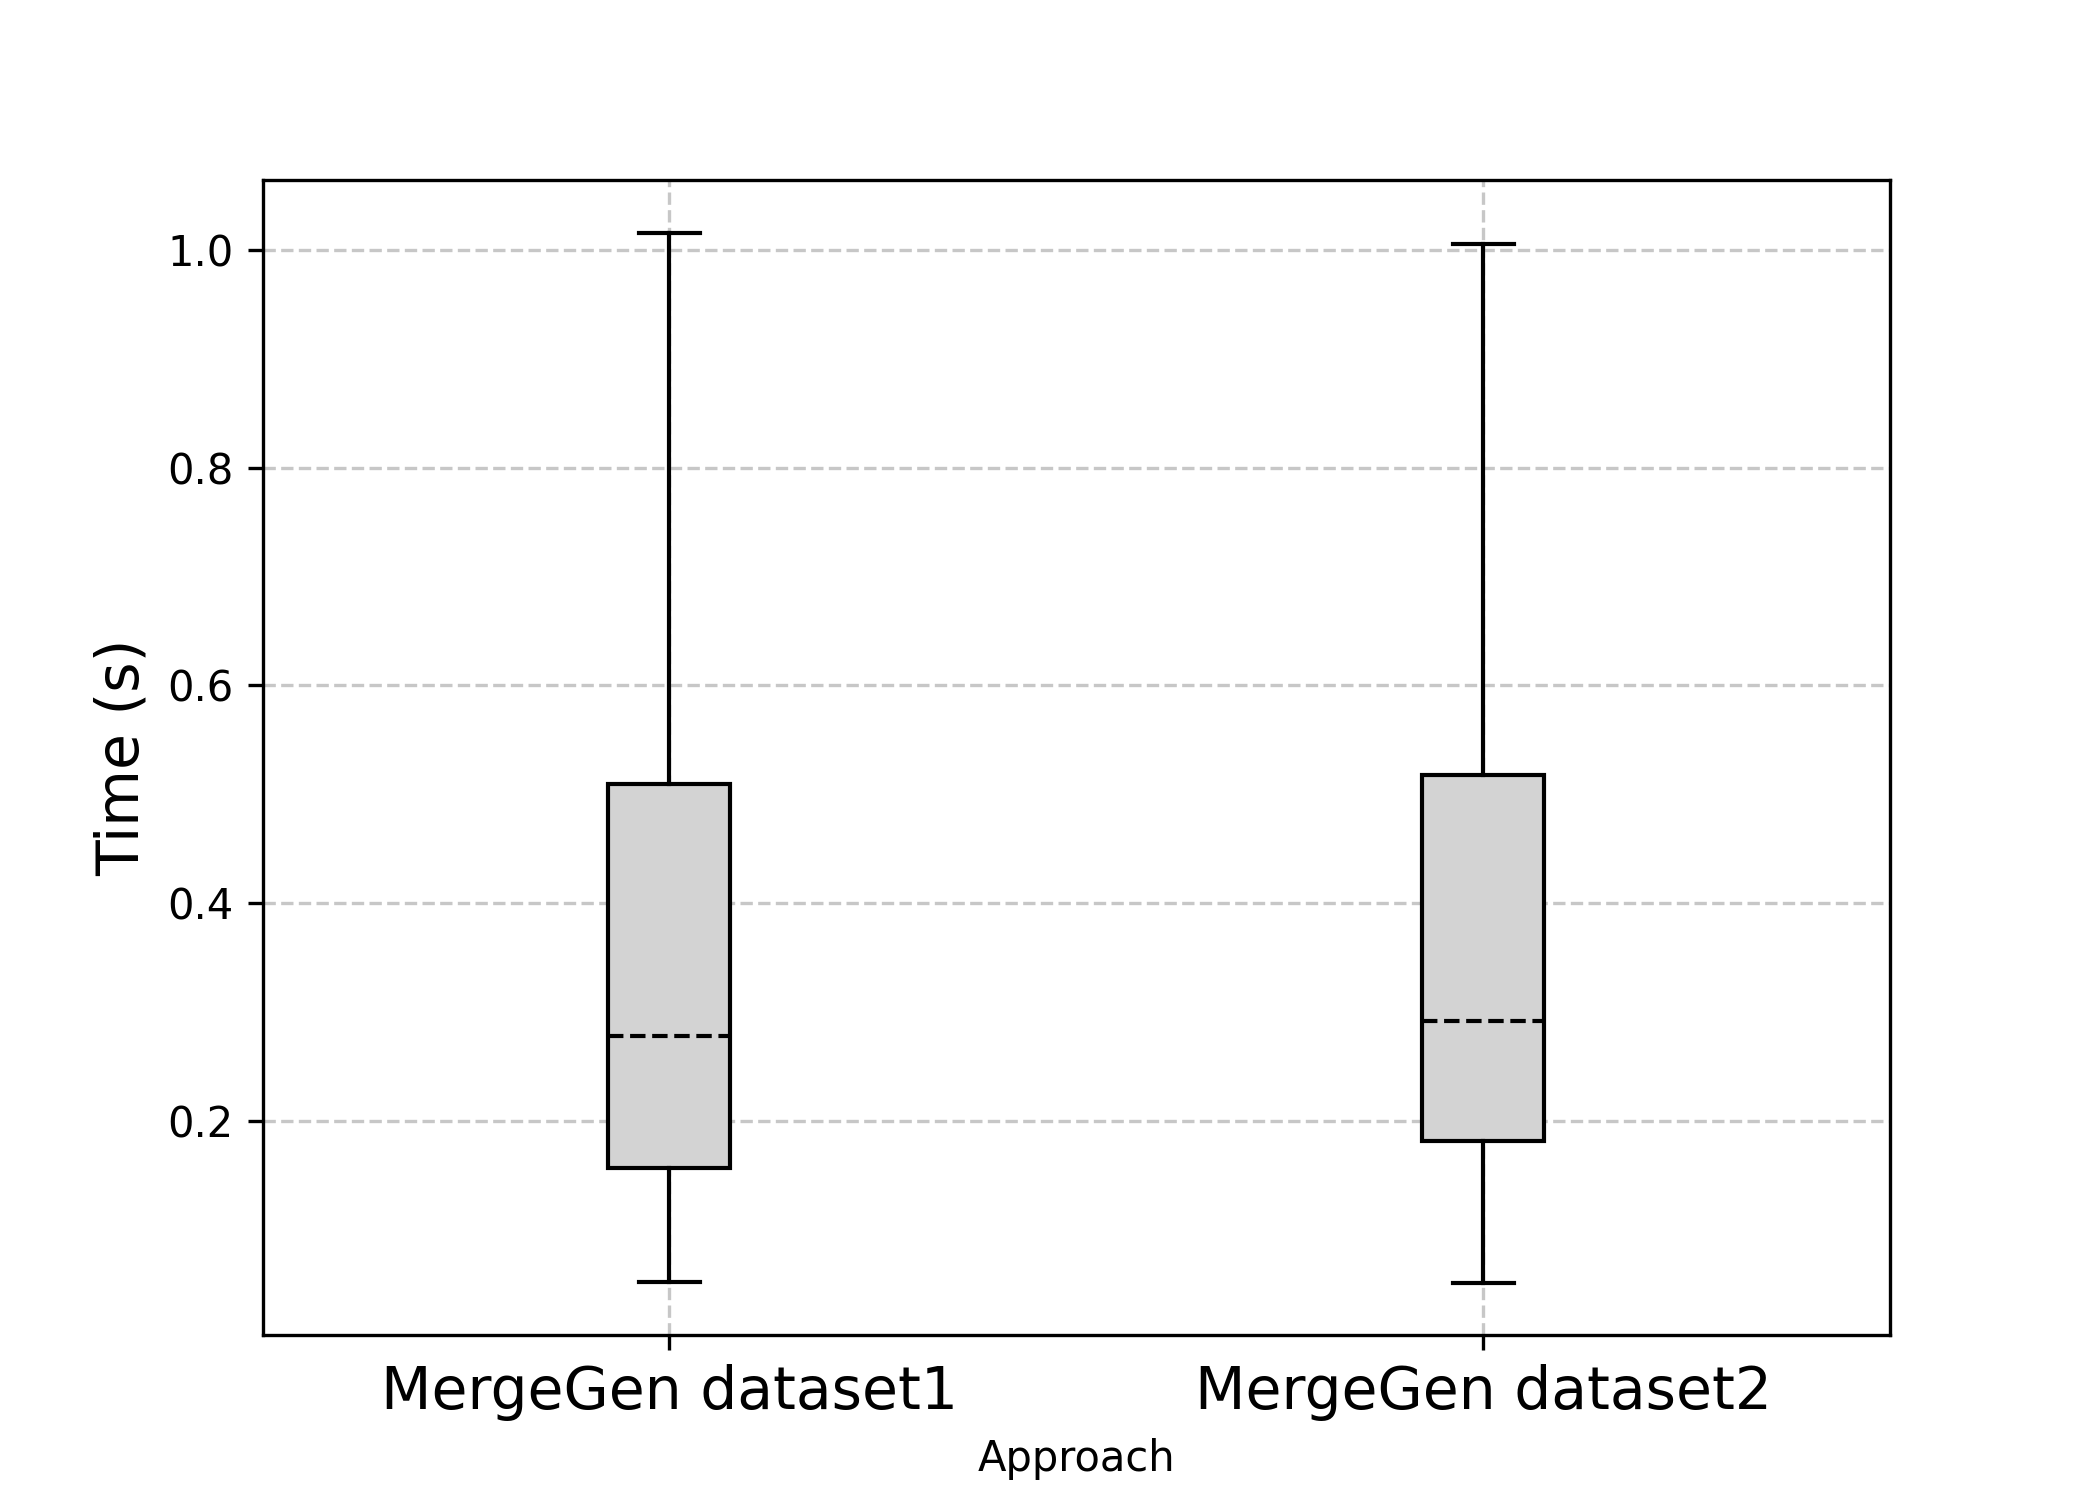 1.0
0.8
0.6
0.4
0.2
Time (s)
MergeGen dataset1
MergeGen dataset2
Approach